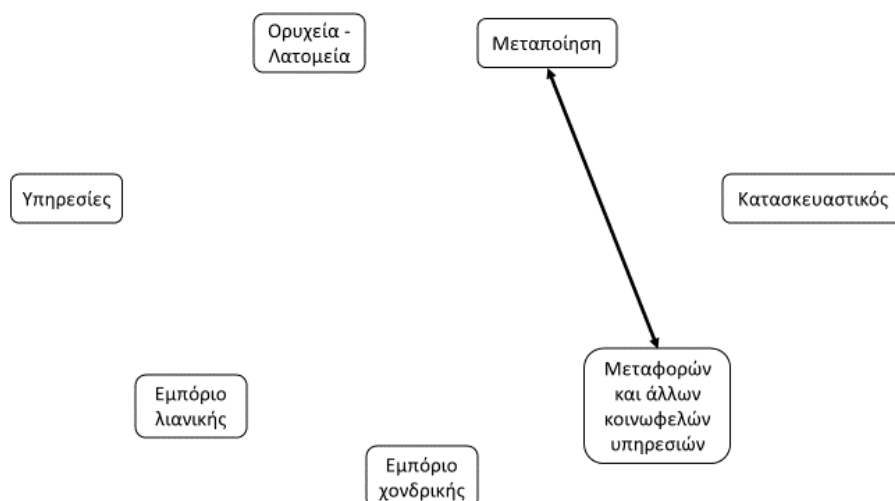 Ορυχεία -
Λατομεία
Μεταποίηση
Υπηρεσίες
Κατασκευαστικός
Μεταφορών
και άλλων
κοινωφελών
υπηρεσιών
Εμπόριο
λιανικής
Εμπόριο
χονδρικής